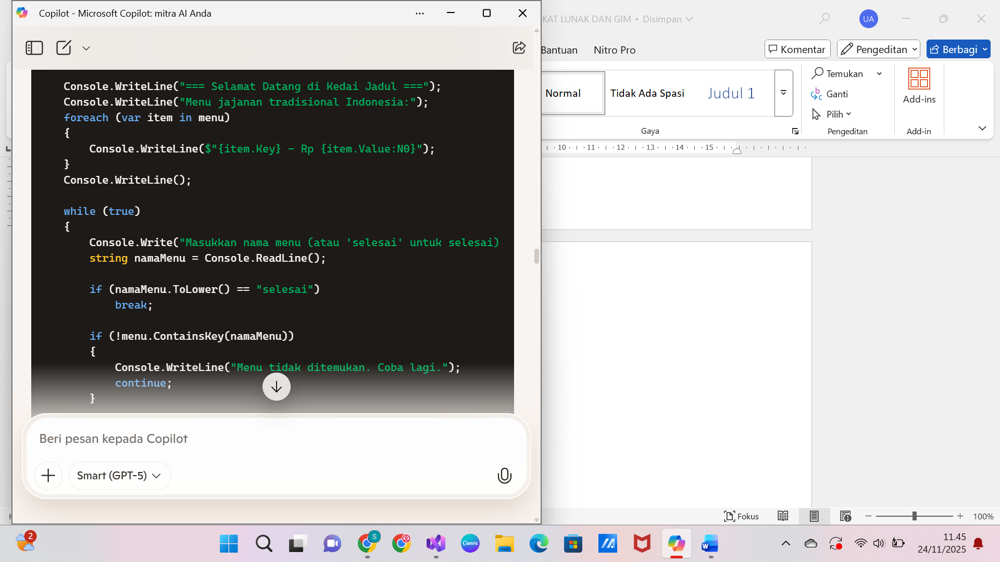 Copilot - Microsoft Copilot: mitra AI Anda
Console.WriteLine("=== Selamat Datang di Kedai Jadul ===");
Console.WriteLine("Menu jajanan tradisional Indonesia:");
foreach (var item in menu)
{
Console.WriteLine($"{item.Key} - Rp {item.Value:N0}");
}
Console.WriteLine();
while (true)
{
Console.Write("Masukkan nama menu (atau 'selesai' untuk selesai)
string namaMenu = Console.ReadLine();
if (namaMenu.ToLower() == "selesai")
break;
if (!menu.ContainsKey(namaMenu))
{
Console.WriteLine("Menu tidak ditemukan. Coba lagi.");
continue;
}
Beri pesan kepada Copilot
Smart (GPT-5)
KAT LUNAK DAN GIM • Disimpan
UA
Bantuan
Nitro Pro
Komentar
Pengeditan
Berbagi
Normal
Tidak Ada Spasi
Judul 1
Gaya
Temukan
Ganti
Pilih
Pengeditan
Add-ins
Add-in
10 11 12 13 14 15
Fokus
100%
2
S
Canva
W
11.45
24/11/2025